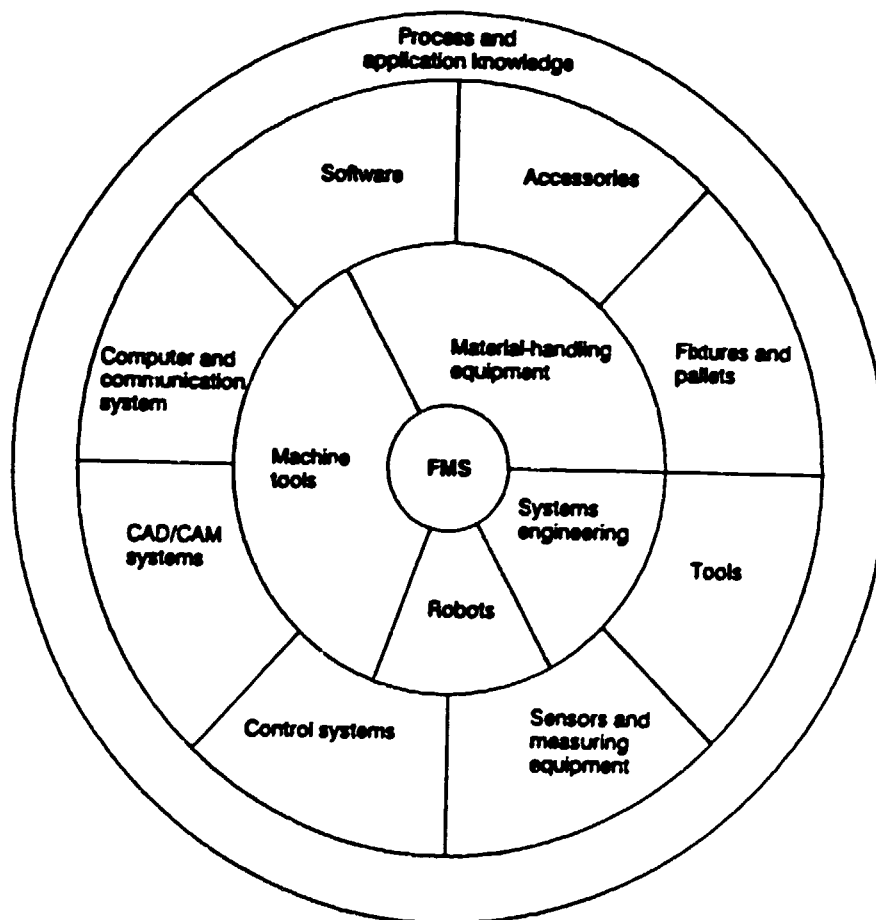 Process and
application knowledge
Software
Accessories
Computer and
communication
system
Material-handling
equipment
Fixtures and
pallets
Machine
tools
FMS
Systems
engineering
CAD/CAM
systems
Tools
Robots
Control systems
Sensors and
measuring
equipment